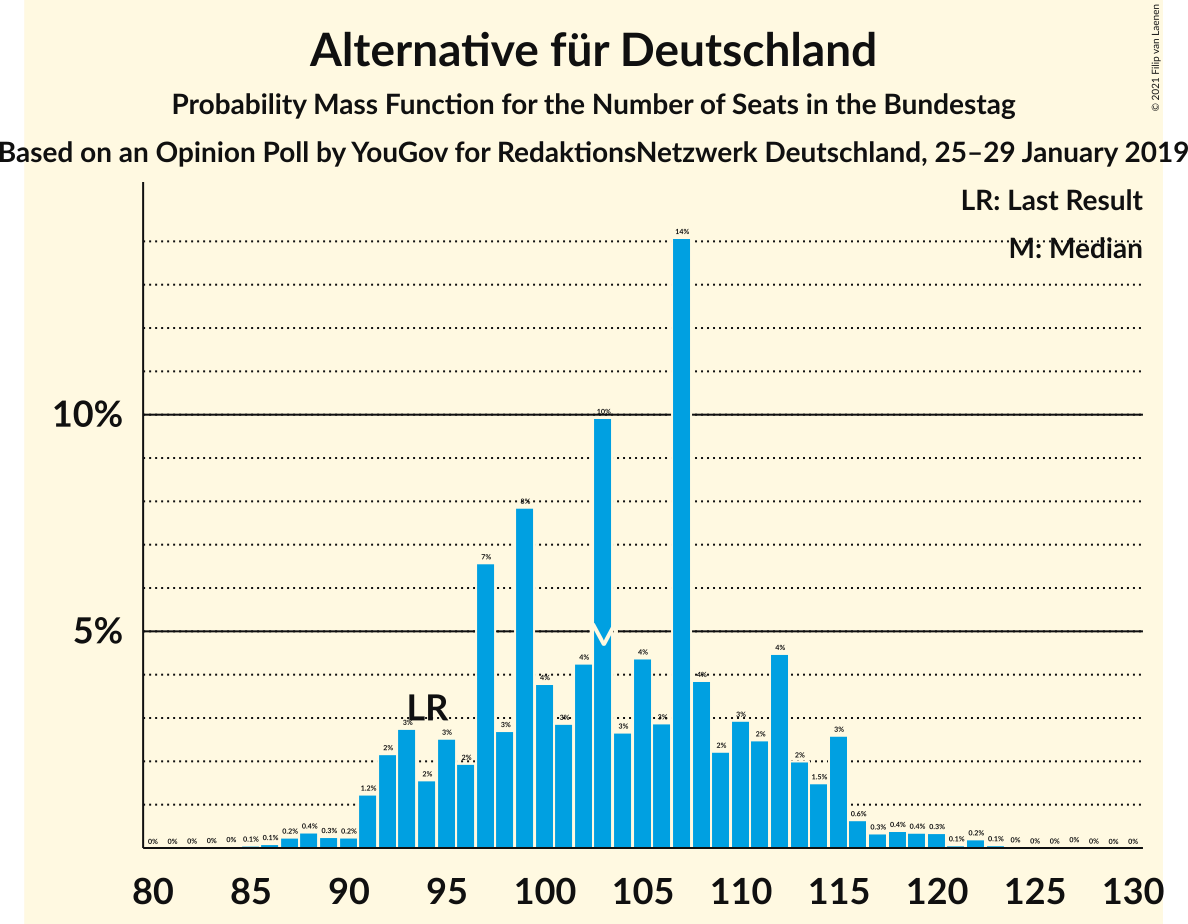 Alternative für Deutschland
Probability Mass Function for the Number of Seats in the Bundestag
Based on an Opinion Poll by YouGov for RedaktionsNetzwerk Deutschland, 25–29 January 2019
© 2021 Filip van Laenen
LR: Last Result
M: Median
10%
5%
0% 0% 0% 0% 0% 0.1% 0.1% 0.2% 0.4% 0.3% 0.2% 1.2% 2% 3% 2% 3% 2% 7% 3% 8% 4% 3% 4% 10% 3% 4% 3% 14% 4% 2% 3% 2% 4% 2% 1.5% 3% 0.6% 0.3% 0.4% 0.4% 0.3% 0.1% 0.2% 0.1% 0% 0% 0% 0% 0% 0% 0%
LR
80 85 90 95 100 105 110 115 120 125 130